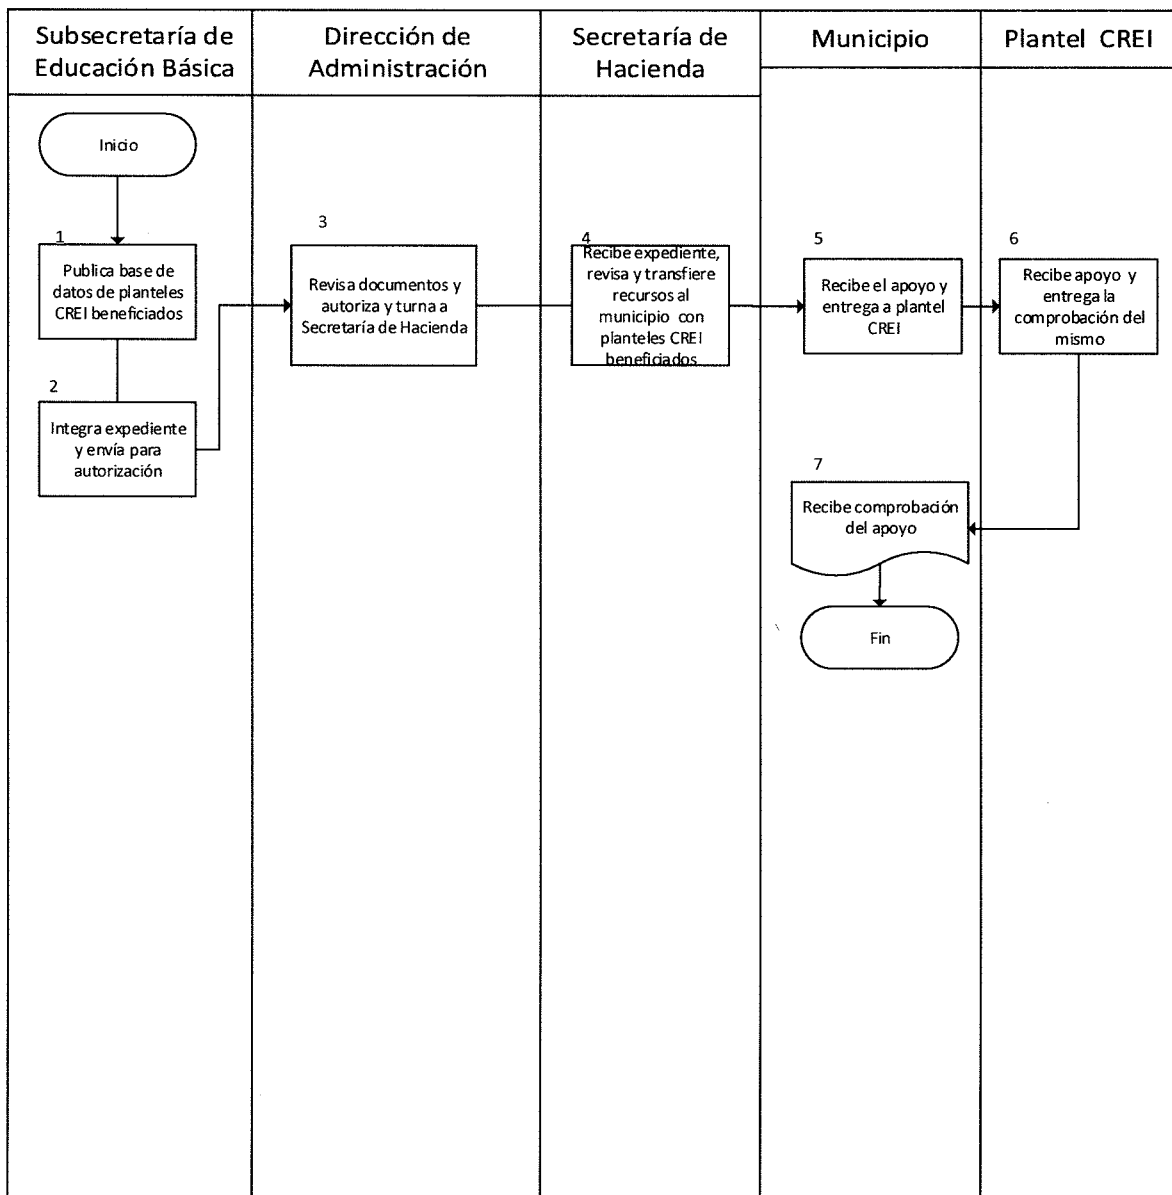 Subsecretaría de
Educación Básica
Dirección de
Administración
Secretaría de
Hacienda
Municipio
Plantel CREI
Inicio
1
Publica base de
datos de planteles
CREI beneficiados
2
Integra expediente
y envía para
autorización
3
Revisa documentos y
autoriza y turna a
Secretaría de Hacienda
4
Recibe expediente,
revisa y transfiere
recursos al
municipio con
planteles CREI
beneficiados
5
Recibe el apoyo y
entrega a plantel
CREI
6
Recibe apoyo y
entrega la
comprobación del
mismo
7
Recibe comprobación
del apoyo
Fin